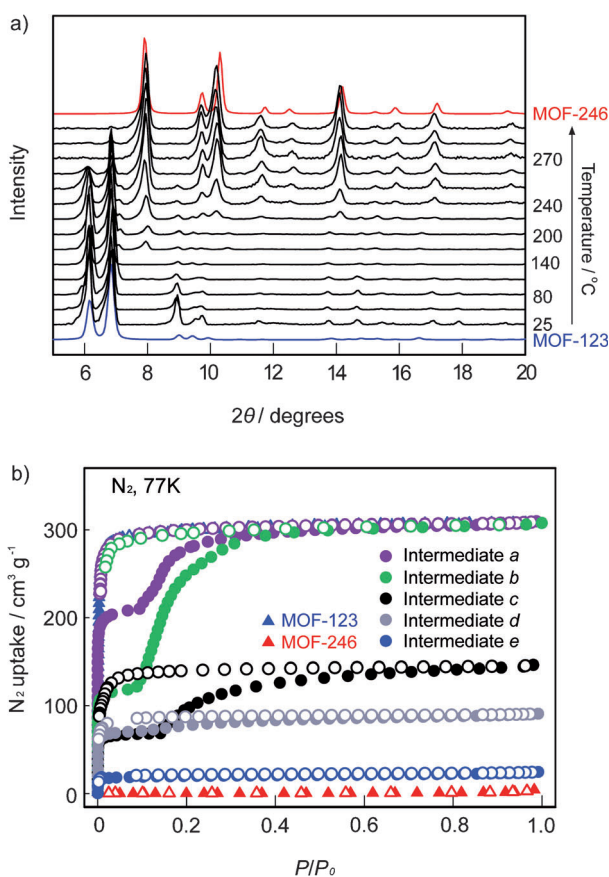 a)
Intensity
MOF-246
270
240
200
140
80
25
MOF-123
Temperature / °C
6 8 10 12 14 16 18 20
2θ / degrees
b)
N₂, 77K
N₂ uptake / cm³ g⁻¹
300
200
100
0
MOF-123
MOF-246
Intermediate a
Intermediate b
Intermediate c
Intermediate d
Intermediate e
0 0.2 0.4 0.6 0.8 1.0
P/P₀